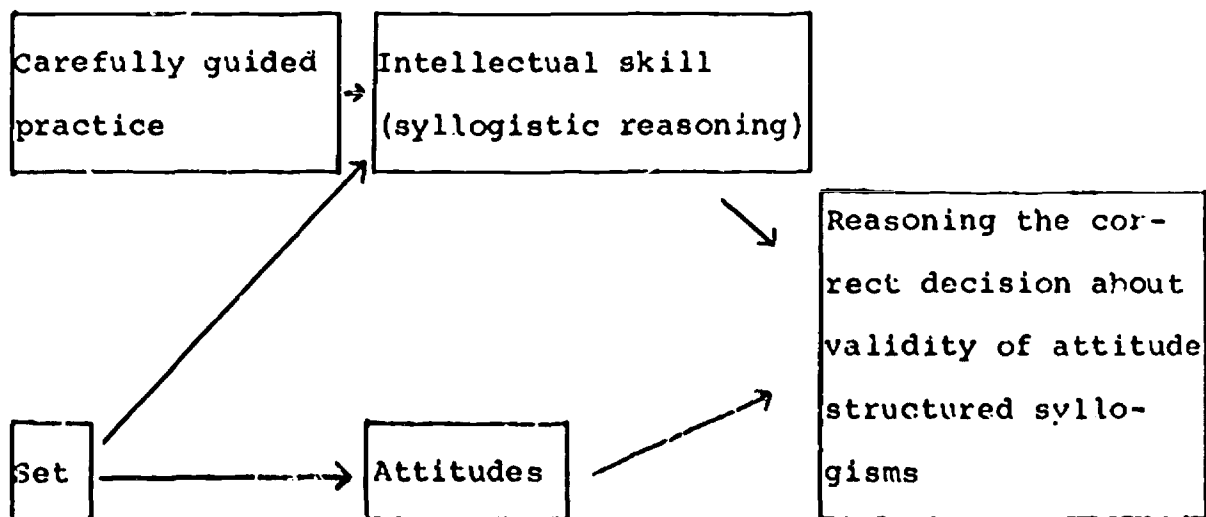 Carefully guided
practice
Intellectual skill
(syllogistic reasoning)
Reasoning the cor-
rect decision about
validity of attitude
structured syllo-
gisms
Set
Attitudes